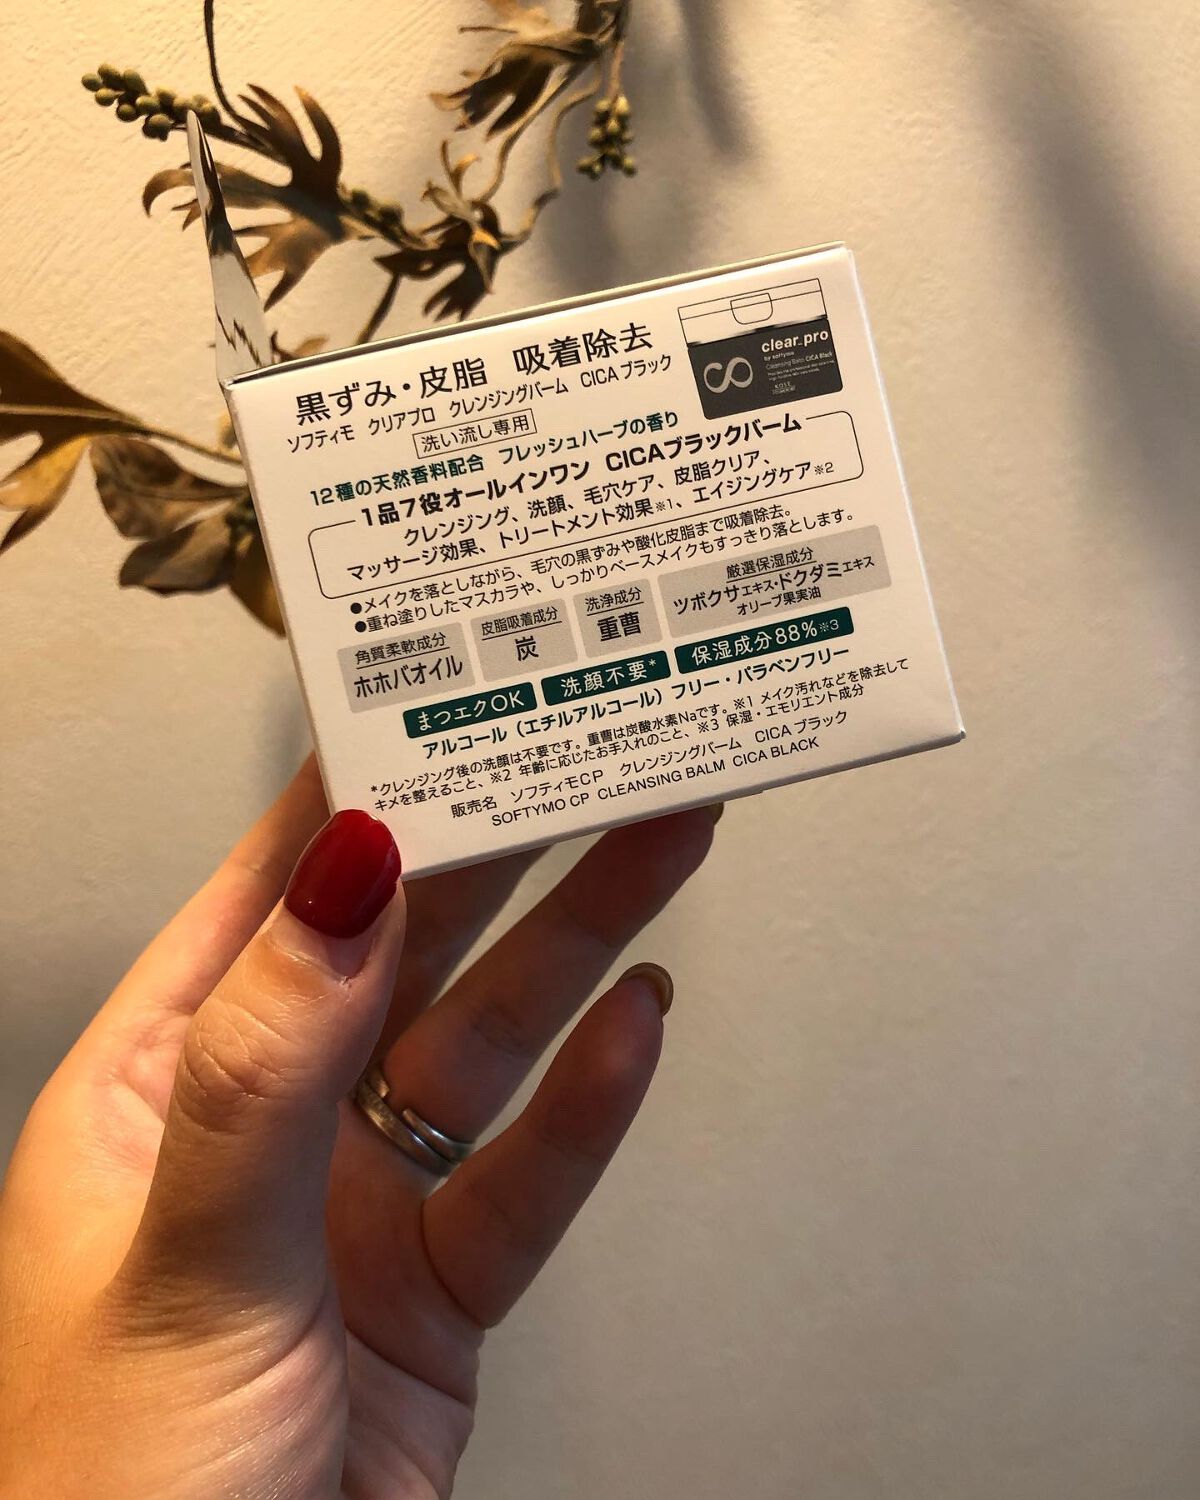 黒ずみ・皮脂 吸着除去
ソフティモ クリアプロ クレンジングバーム CICA ブラック
洗い流し専用
clear_pro
by softymo
Cleansing Balm CICA Black
KOSÉ
12種の天然香料配合 フレッシュハーブの香り
1品7役オールインワン CICAブラックバーム
クレンジング、洗顔、毛穴ケア、皮脂クリア、
マッサージ効果、トリートメント効果※1、エイジングケア※2
●メイクを落としながら、毛穴の黒ずみや酸化皮脂まで吸着除去。
●重ね塗りしたマスカラや、しっかりベースメイクもすっきり落とします。
角質柔軟成分
ホホバオイル
皮脂吸着成分
炭
洗浄成分
重曹
厳選保湿成分
ツボクサエキス・ドクダミエキス
オリーブ果実油
まつエクOK
洗顔不要*
保湿成分88%※3
アルコール（エチルアルコール）フリー・パラベンフリー
*クレンジング後の洗顔は不要です。重曹は炭酸水素Naです。※1 メイク汚れなどを除去して
キメを整えること、※2 年齢に応じたお手入れのこと、※3 保湿・エモリエント成分
販売名 ソフティモCP クレンジングバーム CICA ブラック
SOFTYMO CP CLEANSING BALM CICA BLACK